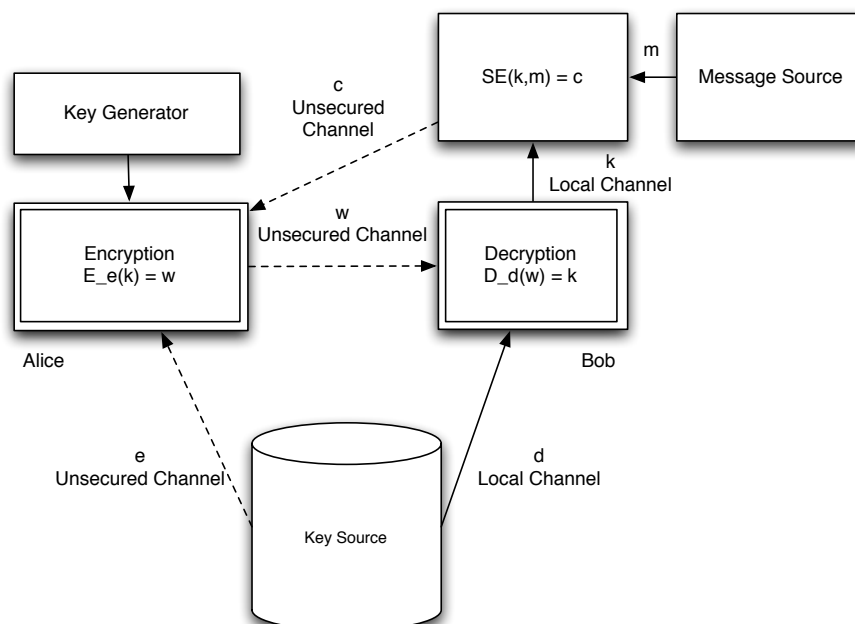 m
SE(k,m) = c
Message Source
c
Unsecured
Channel
Key Generator
k
Local Channel
w
Unsecured Channel
Encryption
E_e(k) = w
Decryption
D_d(w) = k
Alice
Bob
e
Unsecured Channel
d
Local Channel
Key Source